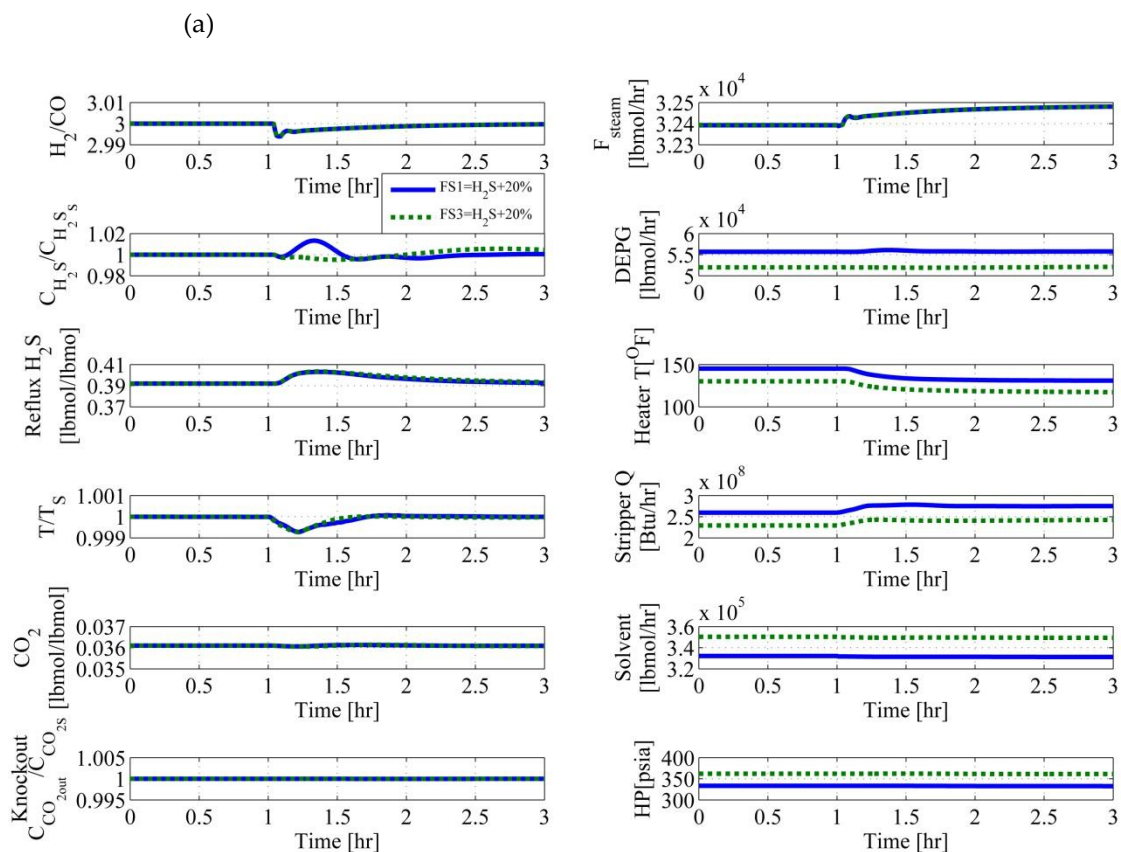 (a)
3.01
3
2.99
H2/CO
0 0.5 1 1.5 2 2.5 3
Time [hr]
FS1=H2S+20%
FS3=H2S+20%
1.02
1
0.98
CH2S/CH2Ss
0 0.5 1 1.5 2 2.5 3
Time [hr]
0.41
0.39
0.37
Reflux H2S
[lbmol/lbmo]
0 0.5 1 1.5 2 2.5 3
Time [hr]
1.001
1
0.999
T/TS
0 0.5 1 1.5 2 2.5 3
Time [hr]
0.037
0.036
0.035
CO2
[lbmol/lbmol]
0 0.5 1 1.5 2 2.5 3
Time [hr]
1.005
1
0.995
Knockout
CCO2out/CCO2S
0 0.5 1 1.5 2 2.5 3
Time [hr]
x 10^4
3.25
3.24
3.23
Fsteam
[lbmol/hr]
0 0.5 1 1.5 2 2.5 3
Time [hr]
x 10^4
6
5.5
5
DEPG
[lbmol/hr]
0 0.5 1 1.5 2 2.5 3
Time [hr]
150
100
Heater T[OF]
0 0.5 1 1.5 2 2.5 3
Time [hr]
x 10^8
3
2.5
2
Stripper Q
[Btu/hr]
0 0.5 1 1.5 2 2.5 3
Time [hr]
x 10^5
3.6
3.4
3.2
Solvent
[lbmol/hr]
0 0.5 1 1.5 2 2.5 3
Time [hr]
400
350
300
HP[psia]
0 0.5 1 1.5 2 2.5 3
Time [hr]